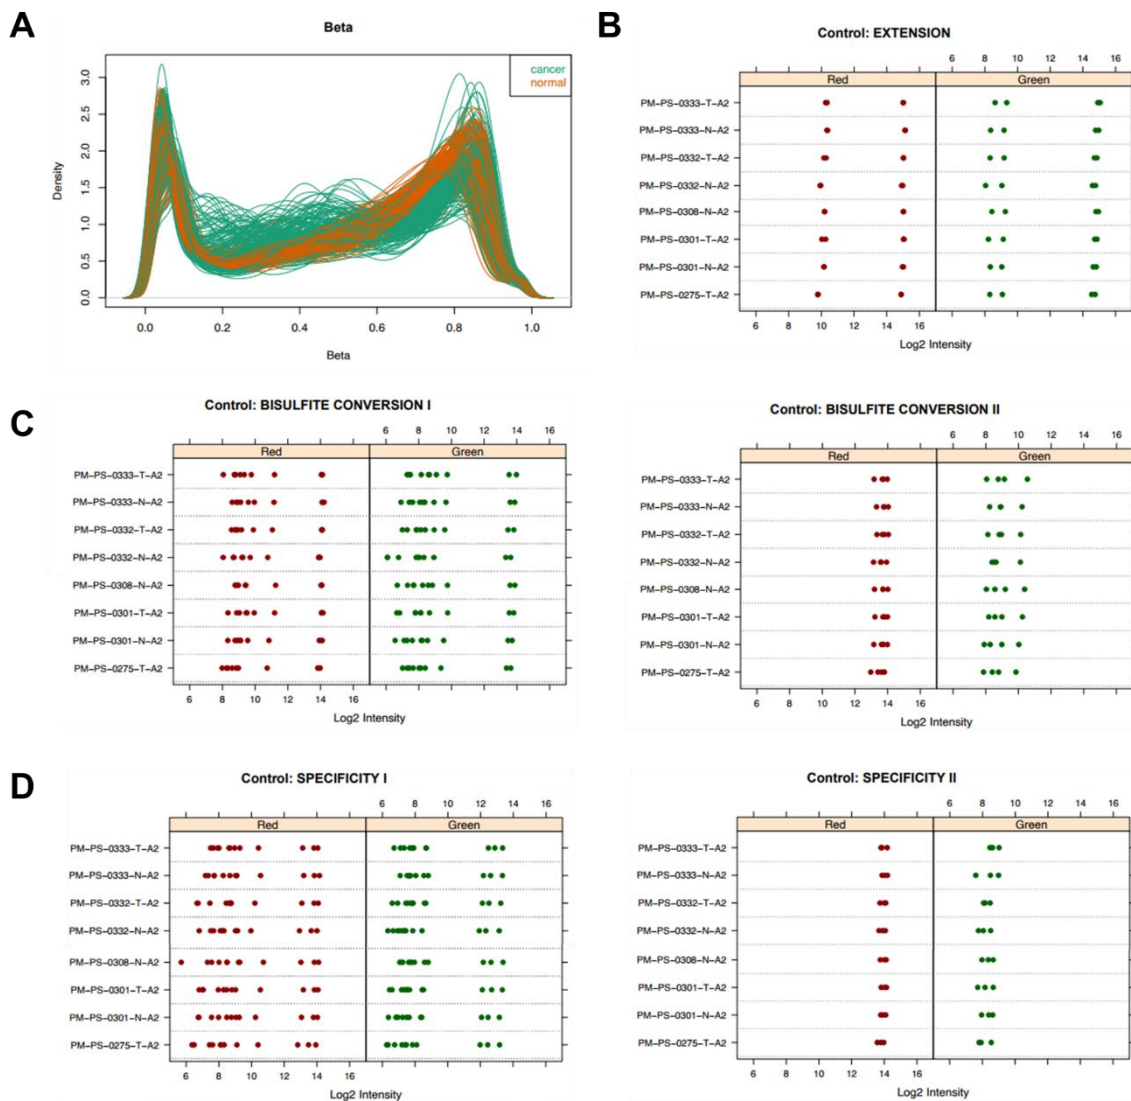 A
Beta
cancer
normal
Density
0.0 0.5 1.0 1.5 2.0 2.5 3.0
0.0 0.2 0.4 0.6 0.8 1.0
Beta
B
Control: EXTENSION
6 8 10 12 14 16
Red Green
PM-PS-0333-T-A2
PM-PS-0333-N-A2
PM-PS-0332-T-A2
PM-PS-0332-N-A2
PM-PS-0308-N-A2
PM-PS-0301-T-A2
PM-PS-0301-N-A2
PM-PS-0275-T-A2
6 8 10 12 14 16
Log2 Intensity
C
Control: BISULFITE CONVERSION I
6 8 10 12 14 16
Red Green
PM-PS-0333-T-A2
PM-PS-0333-N-A2
PM-PS-0332-T-A2
PM-PS-0332-N-A2
PM-PS-0308-N-A2
PM-PS-0301-T-A2
PM-PS-0301-N-A2
PM-PS-0275-T-A2
6 8 10 12 14 16
Log2 Intensity
Control: BISULFITE CONVERSION II
6 8 10 12 14 16
Red Green
PM-PS-0333-T-A2
PM-PS-0333-N-A2
PM-PS-0332-T-A2
PM-PS-0332-N-A2
PM-PS-0308-N-A2
PM-PS-0301-T-A2
PM-PS-0301-N-A2
PM-PS-0275-T-A2
6 8 10 12 14 16
Log2 Intensity
D
Control: SPECIFICITY I
6 8 10 12 14 16
Red Green
PM-PS-0333-T-A2
PM-PS-0333-N-A2
PM-PS-0332-T-A2
PM-PS-0332-N-A2
PM-PS-0308-N-A2
PM-PS-0301-T-A2
PM-PS-0301-N-A2
PM-PS-0275-T-A2
6 8 10 12 14 16
Log2 Intensity
Control: SPECIFICITY II
6 8 10 12 14 16
Red Green
PM-PS-0333-T-A2
PM-PS-0333-N-A2
PM-PS-0332-T-A2
PM-PS-0332-N-A2
PM-PS-0308-N-A2
PM-PS-0301-T-A2
PM-PS-0301-N-A2
PM-PS-0275-T-A2
6 8 10 12 14 16
Log2 Intensity